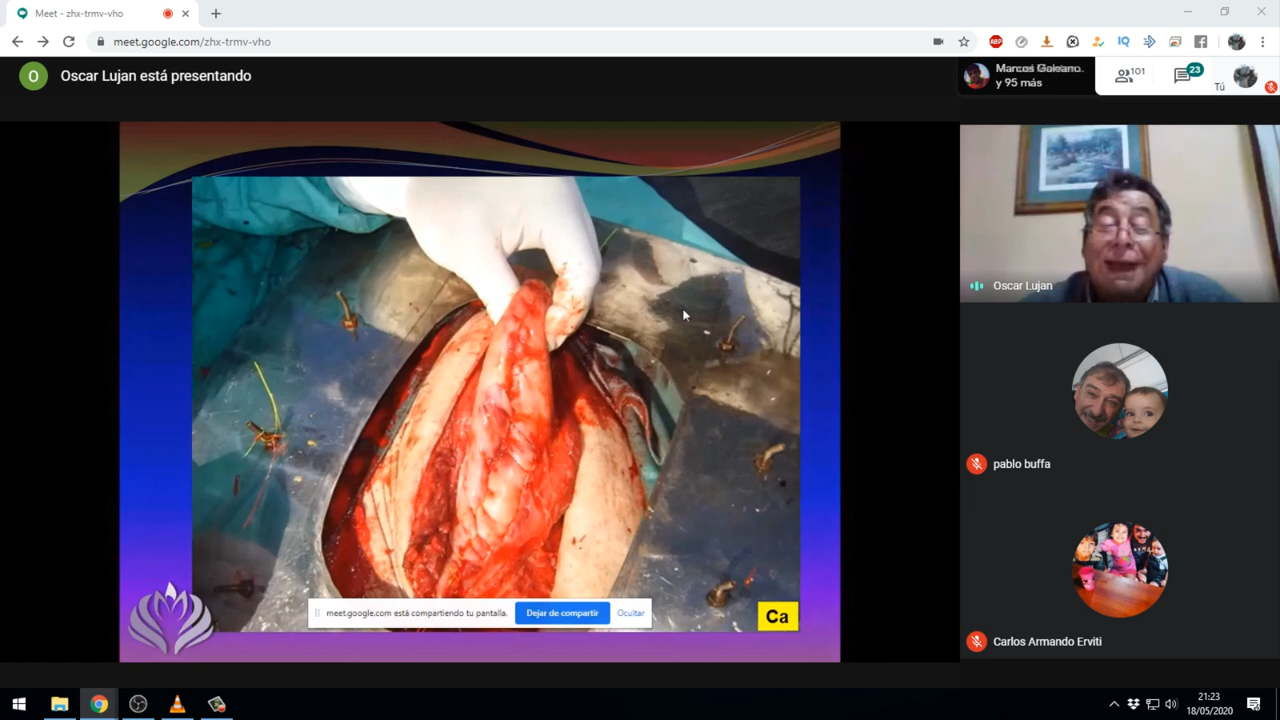 Meet - zhx-trmv-vho
meet.google.com/zhx-trmv-vho
ABP
IQ
O
Oscar Lujan está presentando
y 95 más
101
23
Tú
Oscar Lujan
pablo buffa
Carlos Armando Erviti
meet.google.com está compartiendo tu pantalla.
Dejar de compartir
Ocultar
Ca
21:23
18/05/2020